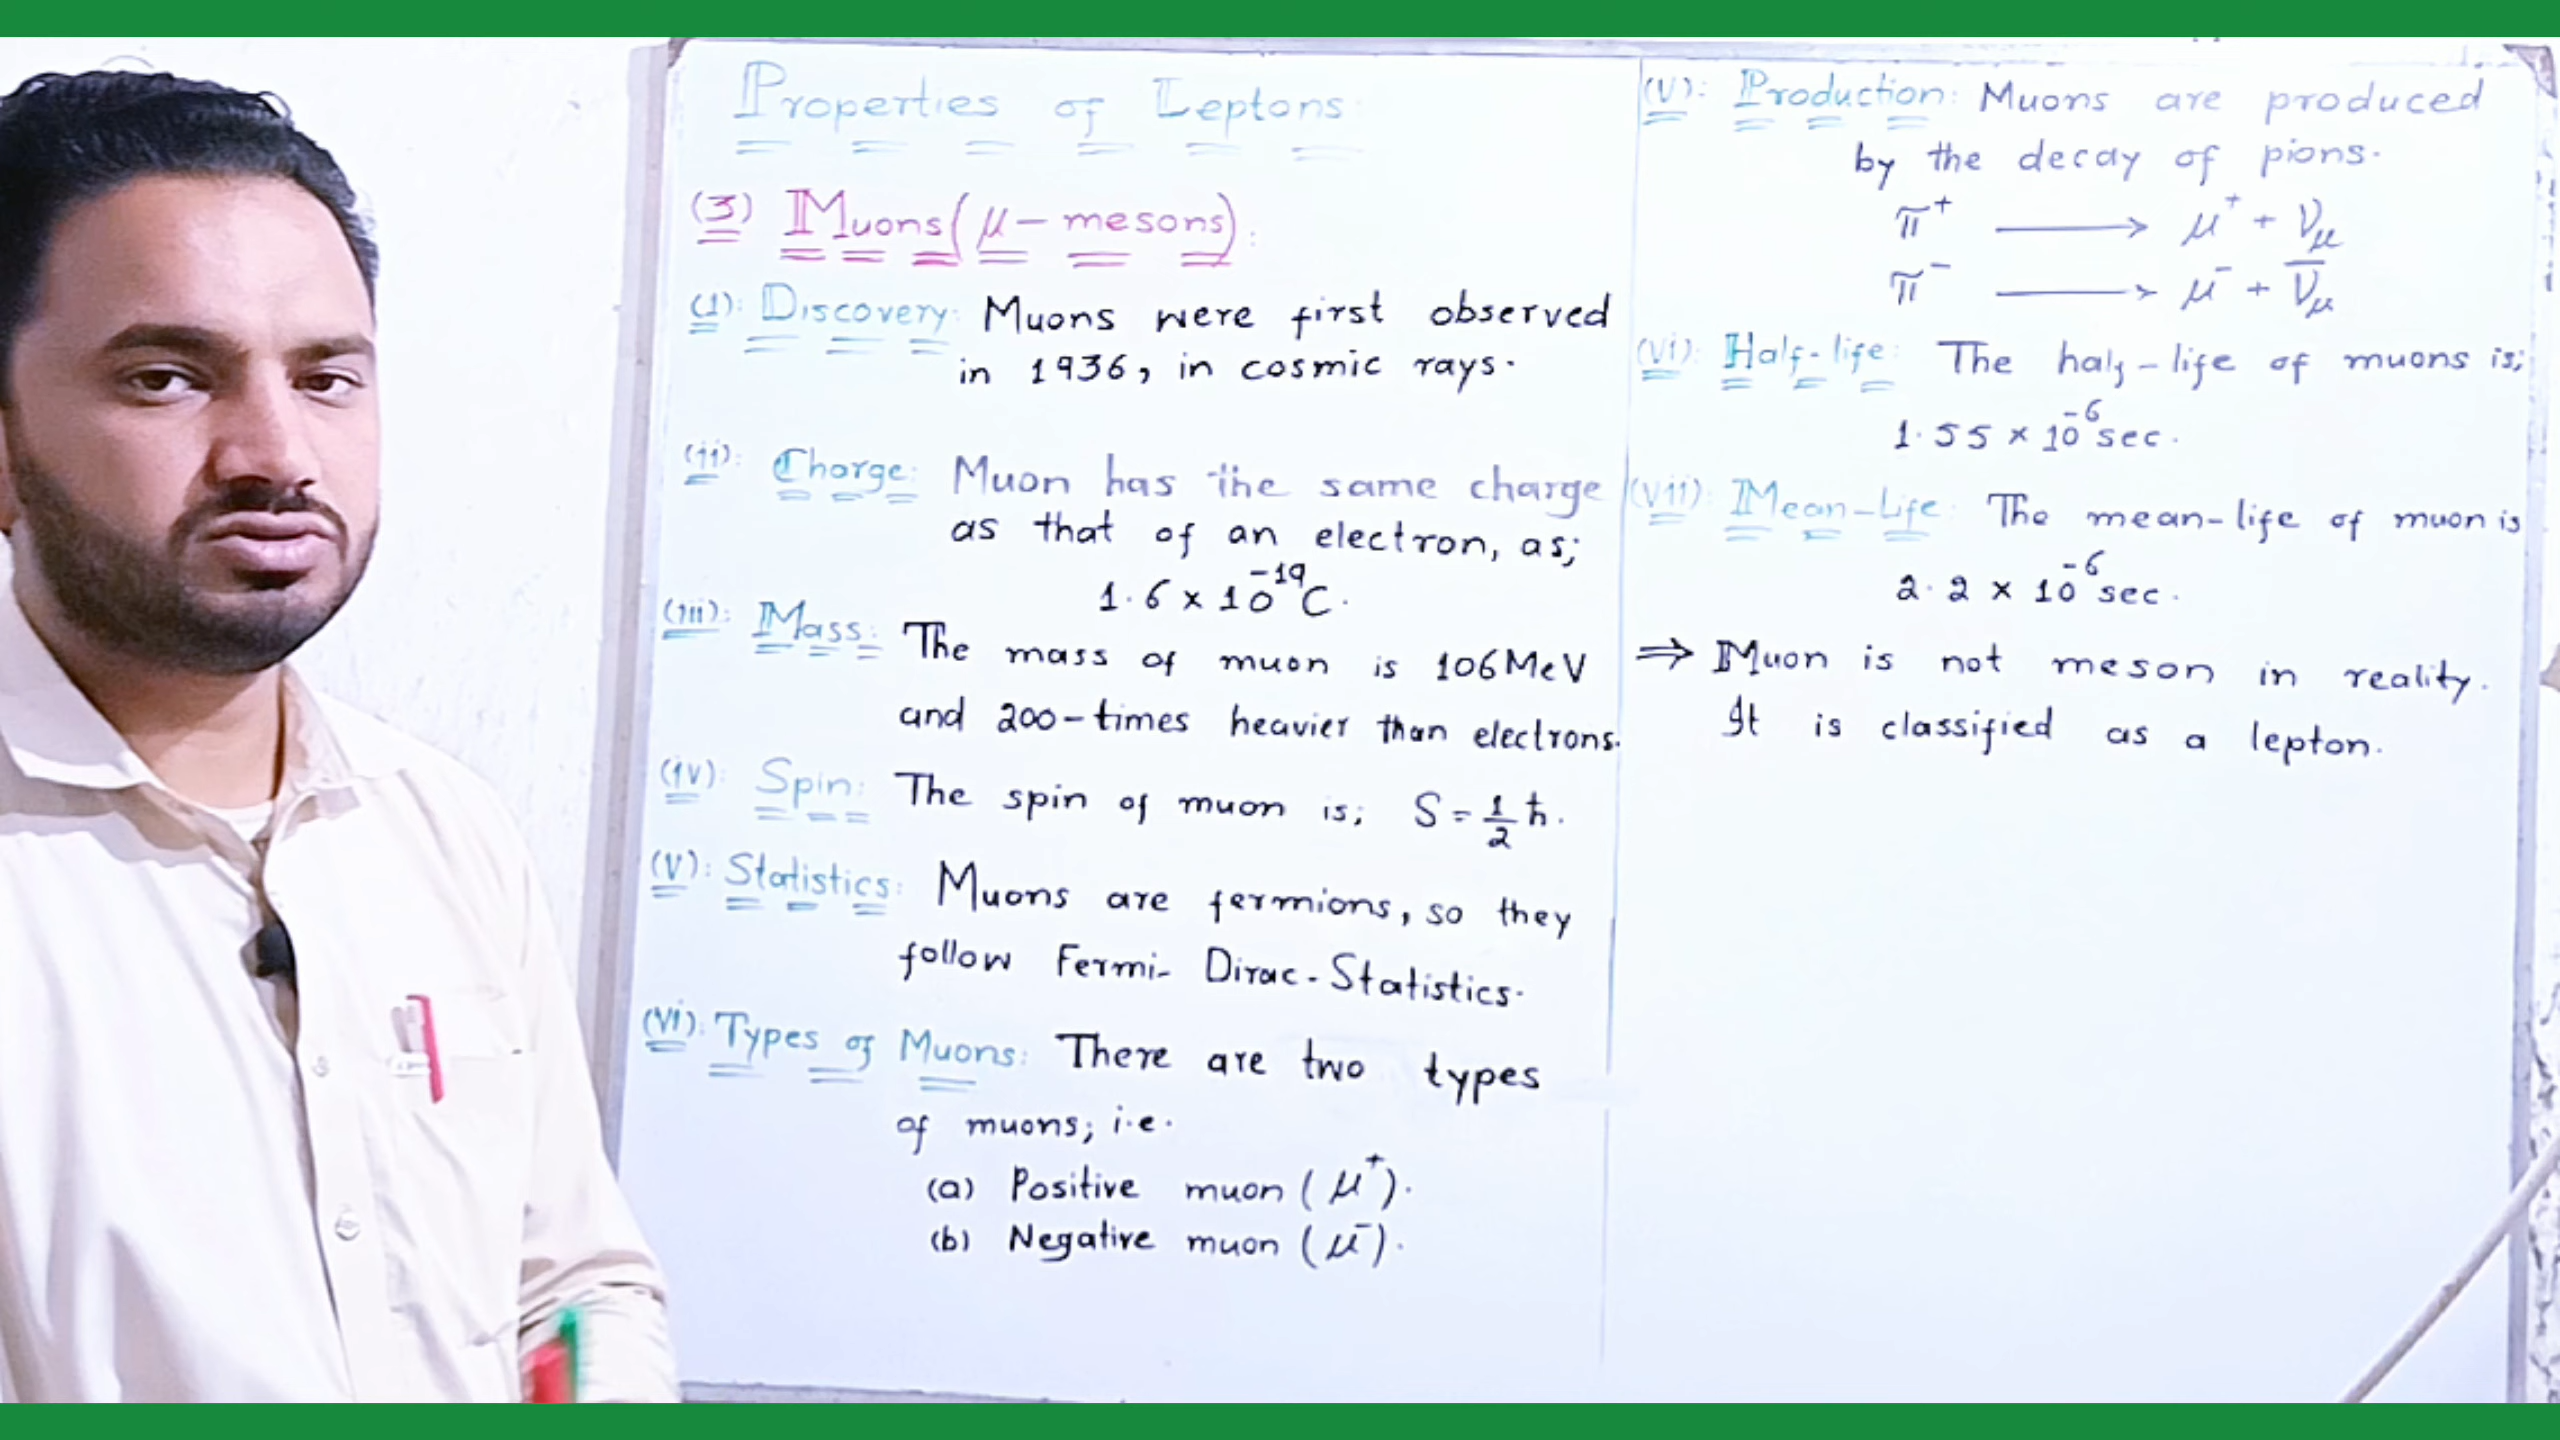 Properties of Leptons:
(3) Muons (μ-mesons):
(i): Discovery: Muons were first observed
in 1936, in cosmic rays.
(ii): Charge: Muon has the same charge
as that of an electron, as;
1.6 × 10⁻¹⁹ C.
(iii): Mass: The mass of muon is 106 MeV
and 200-times heavier than electrons.
(iv): Spin: The spin of muon is; S = 1/2 ħ.
(v): Statistics: Muons are fermions, so they
follow Fermi-Dirac-Statistics.
(vi): Types of Muons: There are two types
of muons; i.e.
(a) Positive muon (μ⁺).
(b) Negative muon (μ⁻).
(v): Production: Muons are produced
by the decay of pions.
π⁺ ⟶ μ⁺ + ν_μ
π⁻ ⟶ μ⁻ + ν̅_μ
(vi): Half-life: The half-life of muons is;
1.55 × 10⁻⁶ sec.
(vii): Mean-Life: The mean-life of muon is
2.2 × 10⁻⁶ sec.
⇒ Muon is not meson in reality.
It is classified as a lepton.